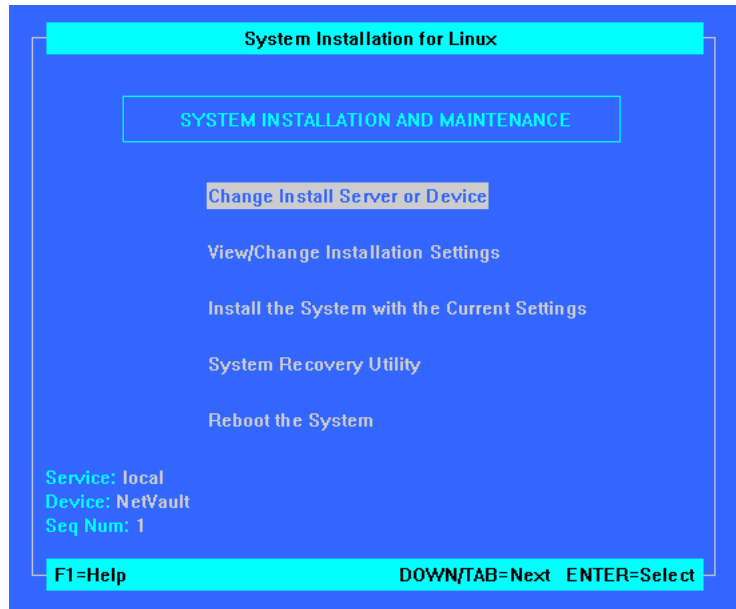 System Installation for Linux
SYSTEM INSTALLATION AND MAINTENANCE
Change Install Server or Device
View/Change Installation Settings
Install the System with the Current Settings
System Recovery Utility
Reboot the System
Service: local
Device: NetVault
Seq Num: 1
F1=Help DOWN/TAB=Next ENTER=Select